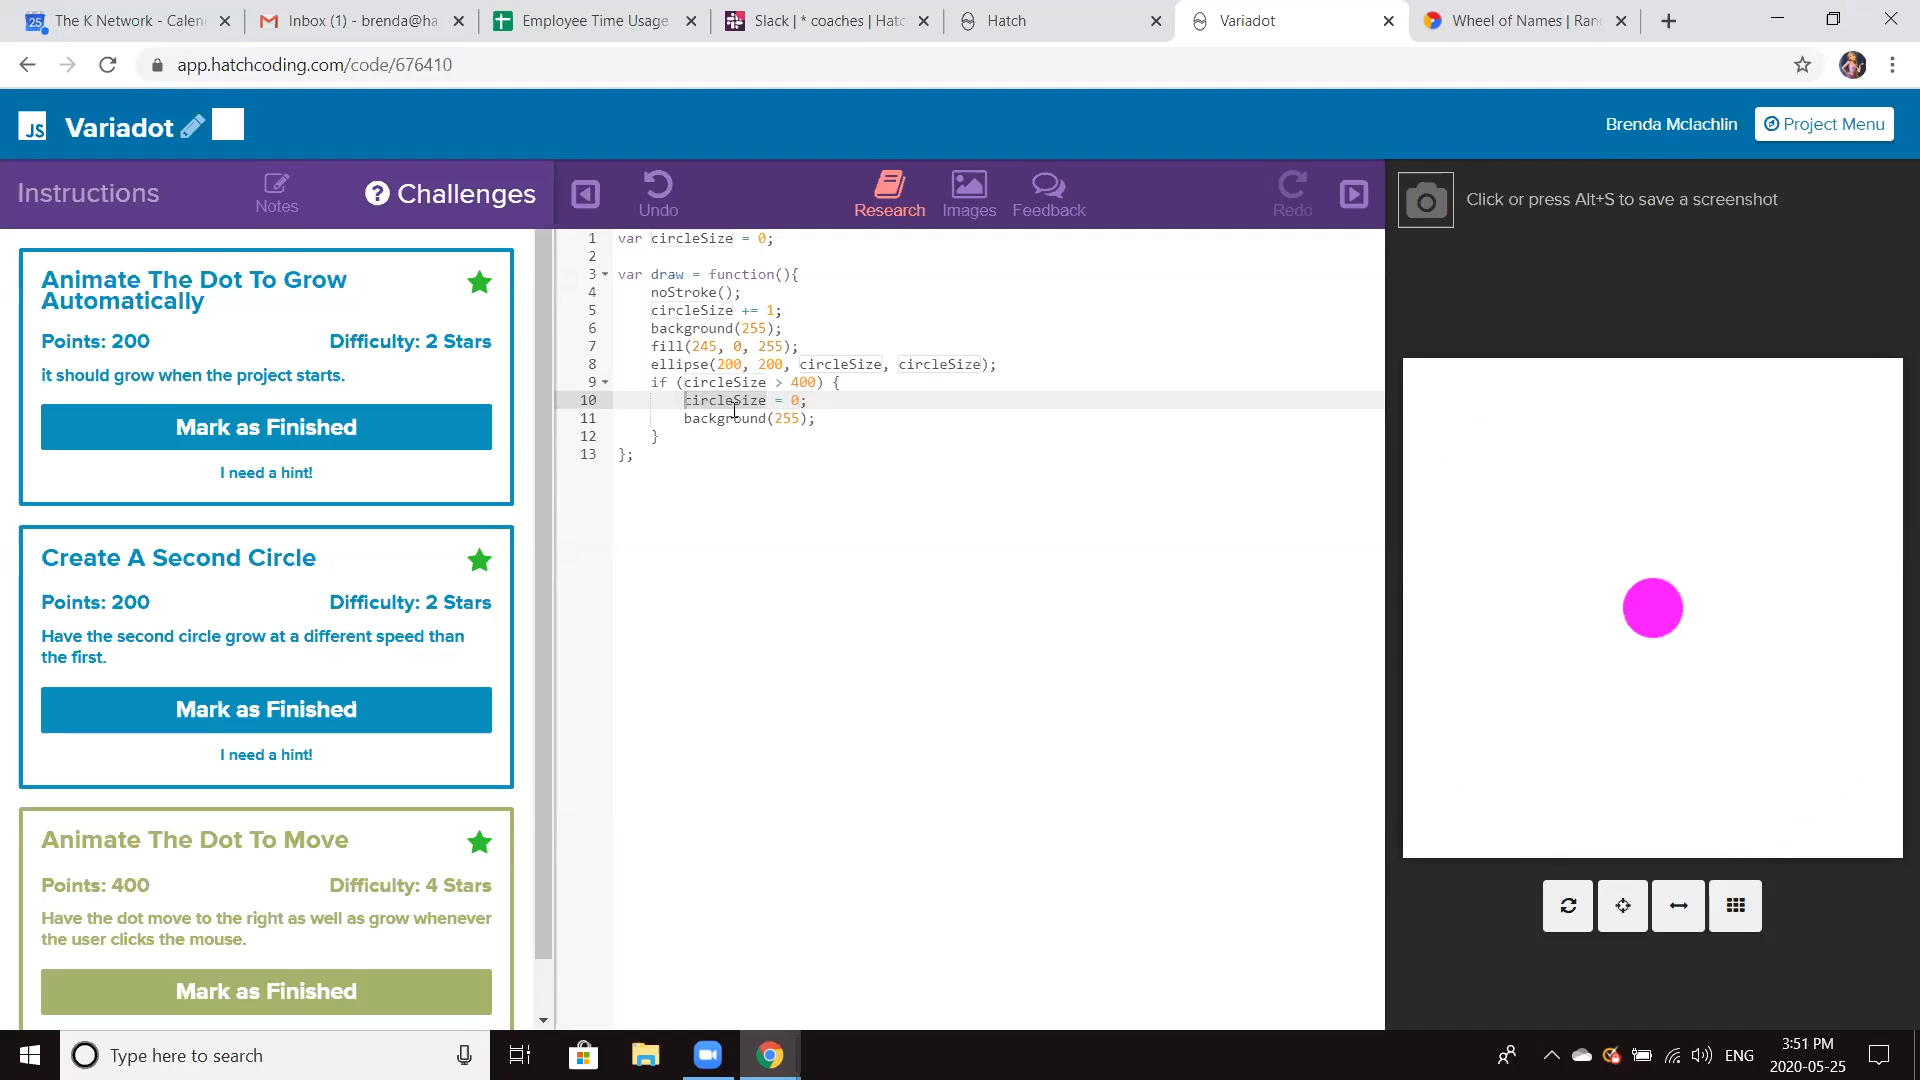 25 The K Network - Calen
Inbox (1) - brenda@ha
Employee Time Usage
Slack | * coaches | Hatc
Hatch
Variadot
Wheel of Names | Ran
app.hatchcoding.com/code/676410
JS Variadot
Brenda Mclachlin
Project Menu
Instructions
Notes
? Challenges
Undo
Research
Images
Feedback
Redo
Click or press Alt+S to save a screenshot
Animate The Dot To Grow
Automatically
Points: 200
Difficulty: 2 Stars
it should grow when the project starts.
Mark as Finished
I need a hint!
Create A Second Circle
Points: 200
Difficulty: 2 Stars
Have the second circle grow at a different speed than
the first.
Mark as Finished
I need a hint!
Animate The Dot To Move
Points: 400
Difficulty: 4 Stars
Have the dot move to the right as well as grow whenever
the user clicks the mouse.
Mark as Finished
1 var circleSize = 0;
2
3 var draw = function(){
4 noStroke();
5 circleSize += 1;
6 background(255);
7 fill(245, 0, 255);
8 ellipse(200, 200, circleSize, circleSize);
9 if (circleSize > 400) {
10 circleSize = 0;
11 background(255);
12 }
13 };
Type here to search
ENG
3:51 PM
2020-05-25